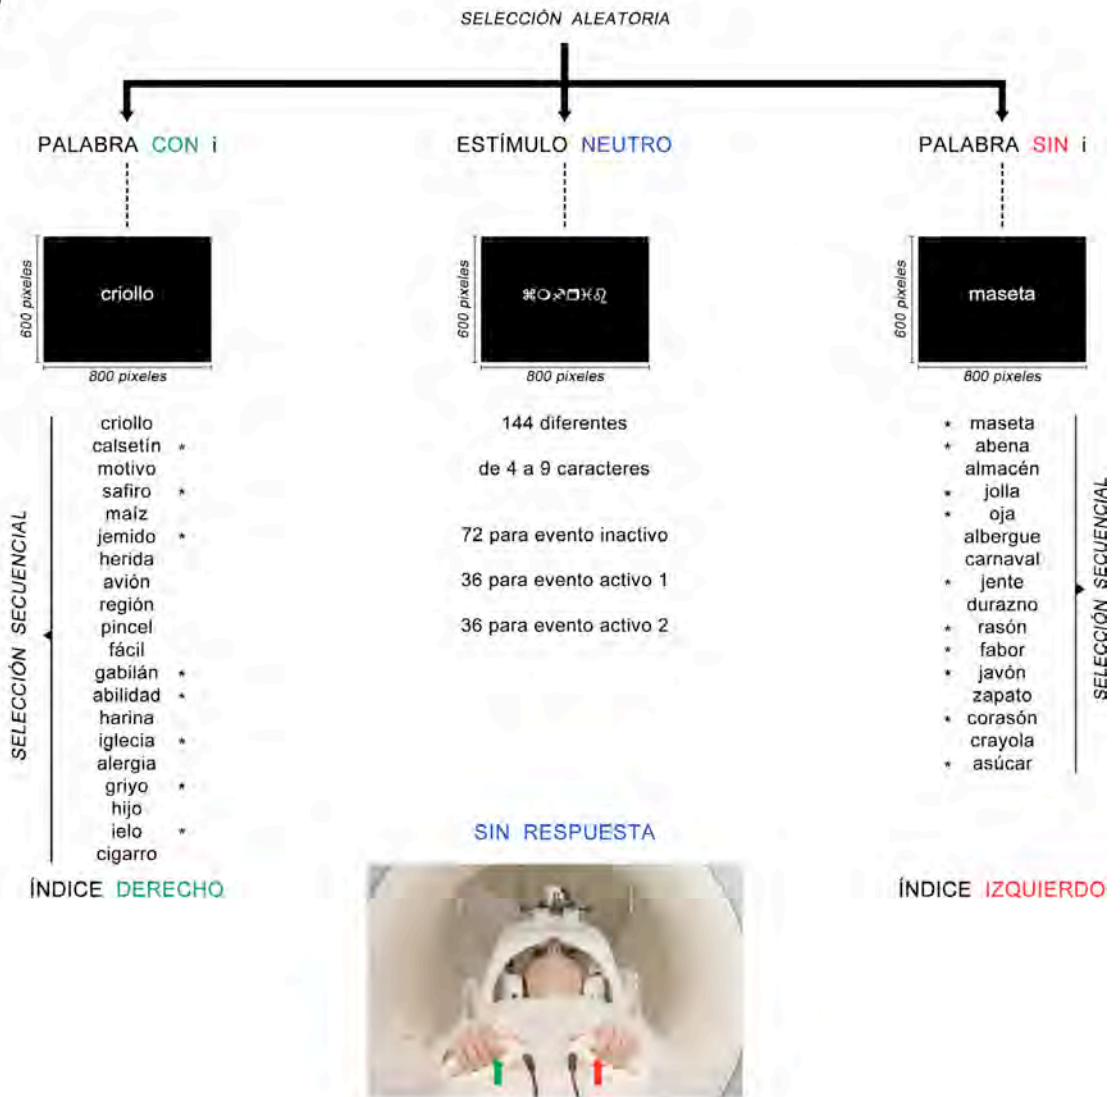 SELECCIÓN ALEATORIA
PALABRA CON i
600 pixeles
criollo
800 pixeles
SELECCIÓN SECUENCIAL
criollo
calsetín *
motivo
safiro *
maíz
jemido *
herida
avión
región
pincel
fácil
gabilán *
abilidad *
harina
iglecia *
alergia
griyo *
hijo
ielo *
cigarro
ÍNDICE DERECHO
ESTÍMULO NEUTRO
600 pixeles
⌘❍♐❒♓♌
800 pixeles
144 diferentes
de 4 a 9 caracteres
72 para evento inactivo
36 para evento activo 1
36 para evento activo 2
SIN RESPUESTA
PALABRA SIN i
600 pixeles
maseta
800 pixeles
* maseta
* abena
almacén
* jolla
* oja
albergue
carnaval
* jente
durazno
* rasón
* fabor
* javón
zapato
* corasón
crayola
* asúcar
SELECCIÓN SECUENCIAL
ÍNDICE IZQUIERDO